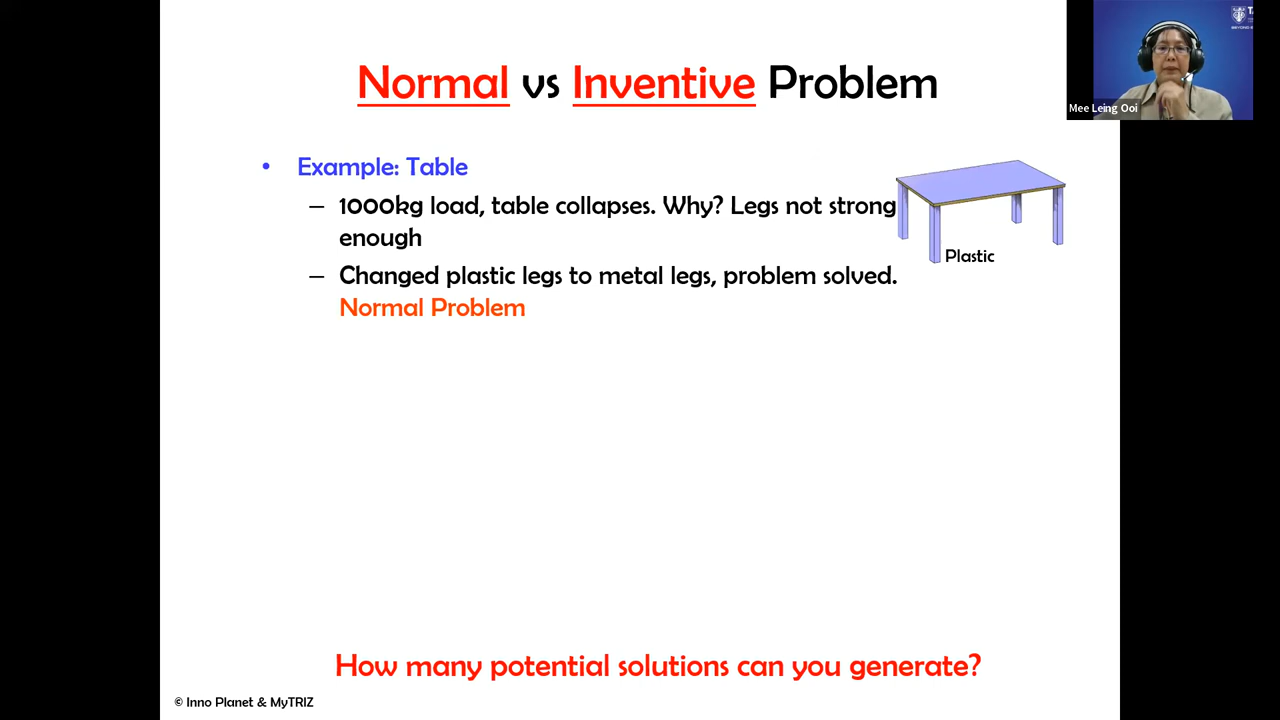 Normal vs Inventive Problem
• Example: Table
– 1000kg load, table collapses. Why? Legs not strong
enough
– Changed plastic legs to metal legs, problem solved.
Normal Problem
Plastic
How many potential solutions can you generate?
© Inno Planet & MyTRIZ
Mee Leing Ooi